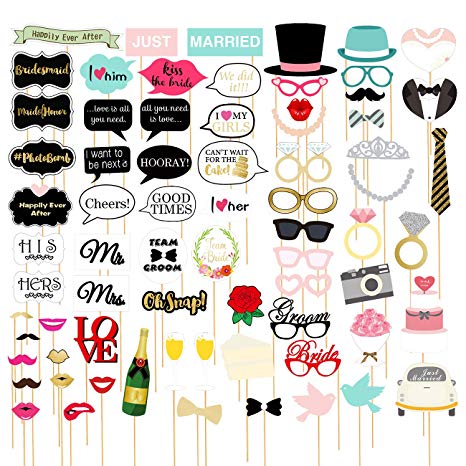 Happily Ever After
JUST
MARRIED
Bridesmaid
I him
kiss
the bride
We did
it!!!
Maid of Honor
...love is all
you need.
all you
need is
love...
I MY
GIRLS
#PhotoBomb
I want to
be next is
HOORAY!
CAN'T WAIT
FOR THE
Cake!
Happily Ever
After
Cheers!
GOOD
TIMES
I her
HIS
Mr.
TEAM
GROOM
Team
Bride
HERS
Mrs.
Oh Snap!
LOVE
Groom
Bride
Just
Married